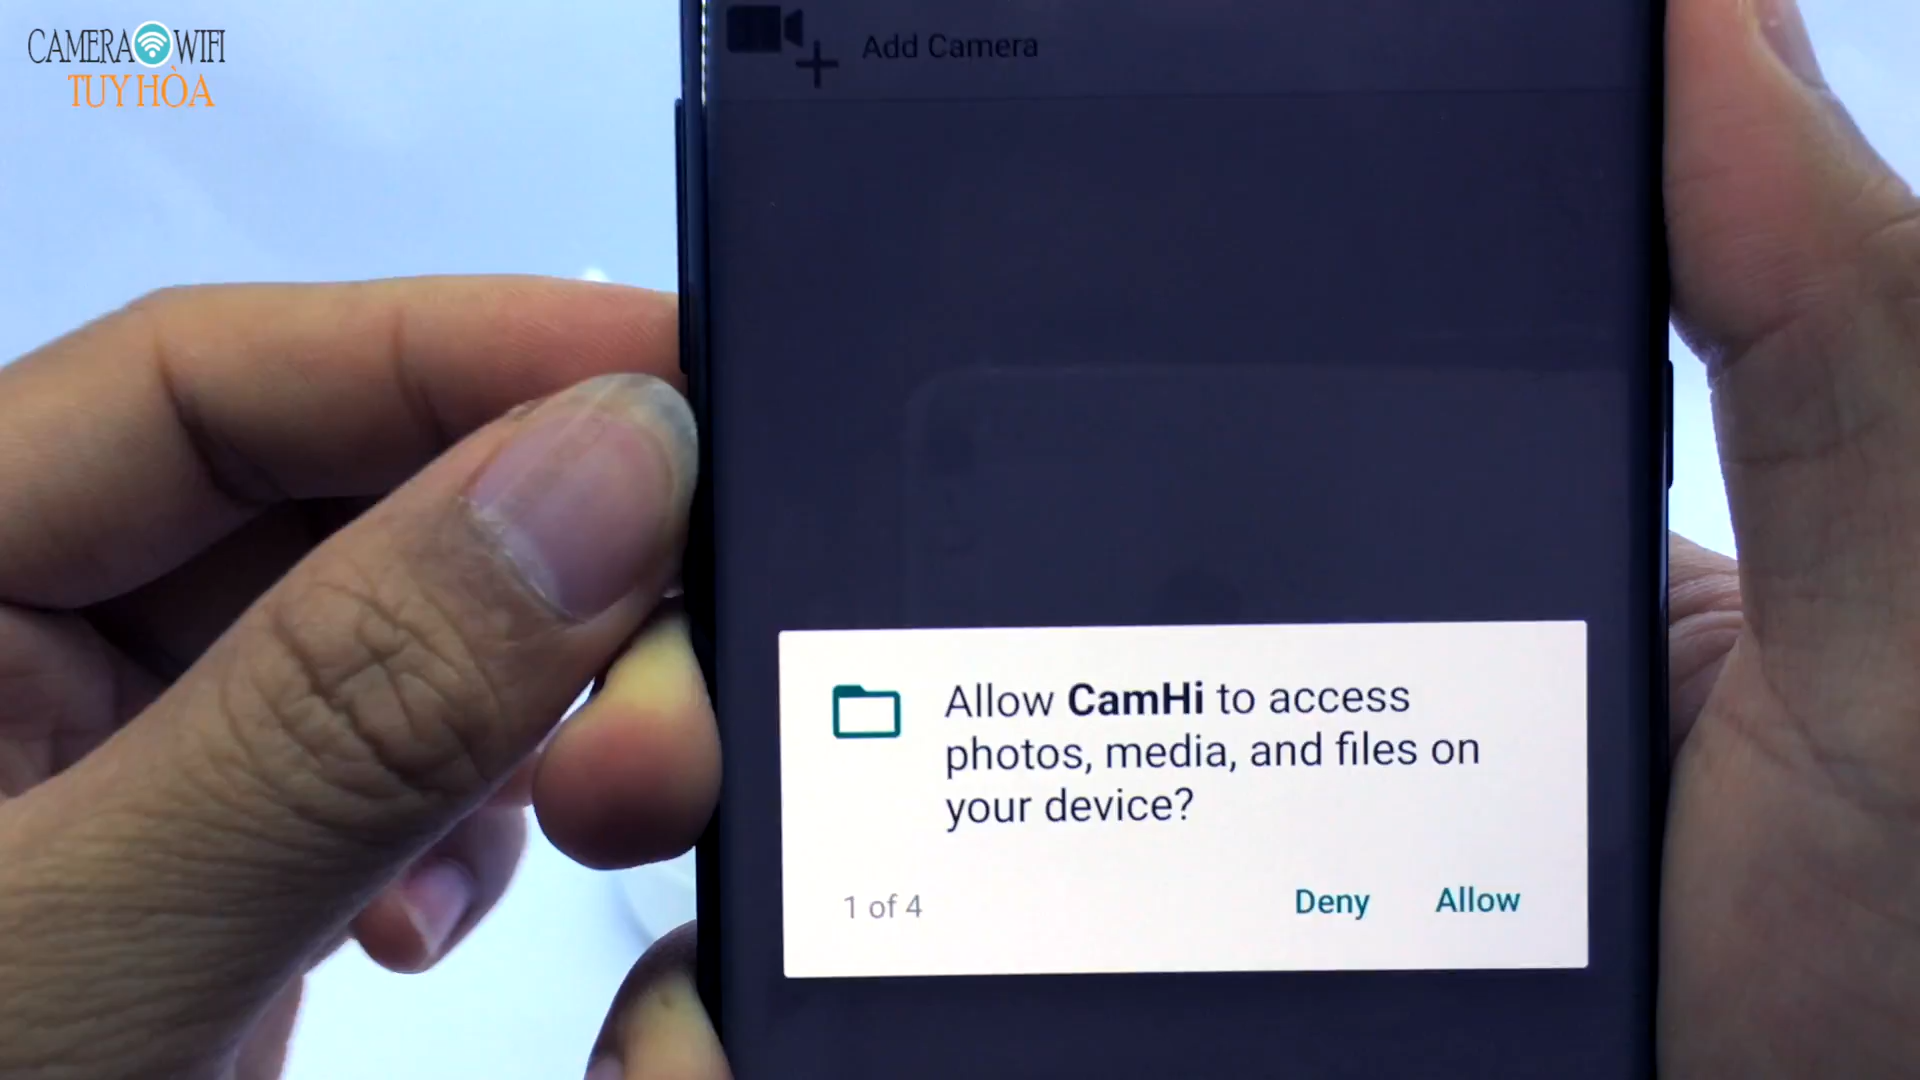 CAMERA WIFI
TUY HÒA
Add Camera
Allow CamHi to access
photos, media, and files on
your device?
1 of 4
Deny
Allow